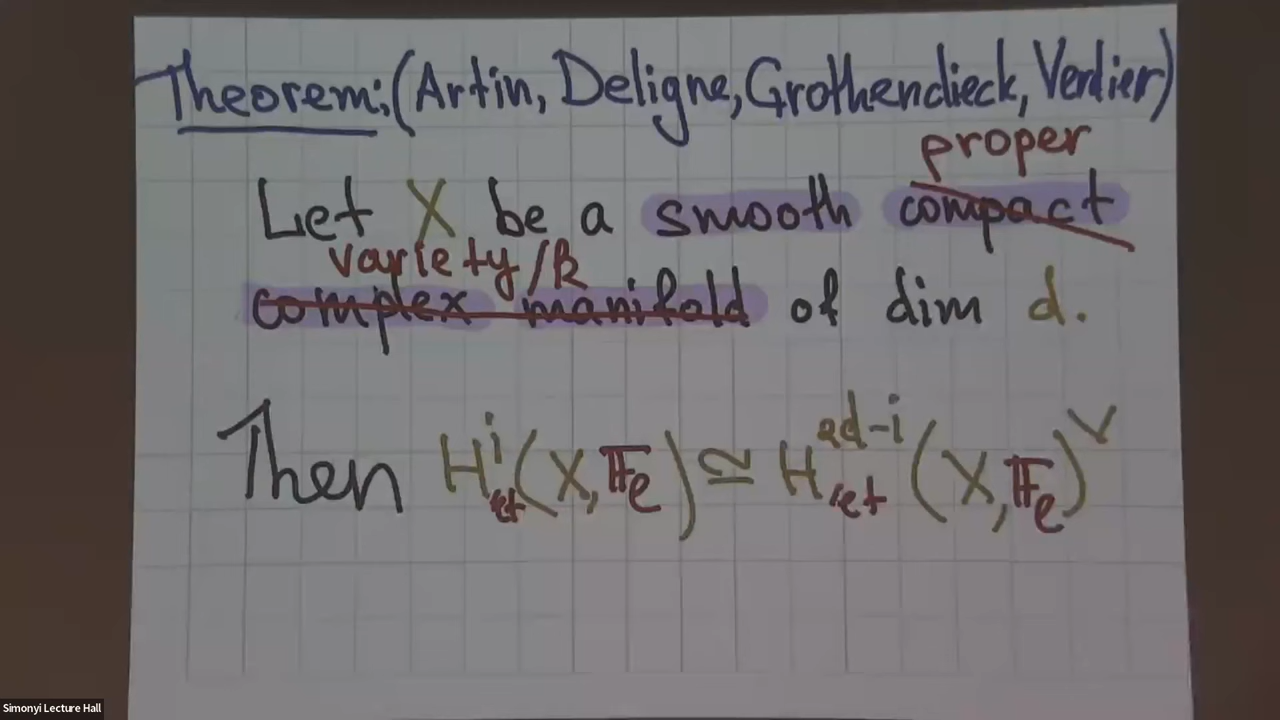 Theorem: (Artin, Deligne, Grothendieck, Verdier)
proper
Let X be a smooth compact
variety/k
complex manifold of dim d.
Then H^i_et(X, 𝔽_ℓ) ≃ H^{2d-i}_et(X, 𝔽_ℓ)^∨
Simonyi Lecture Hall